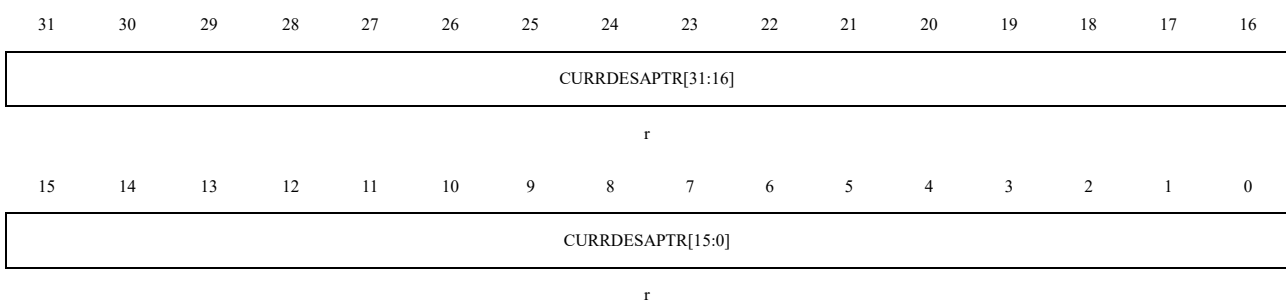 31 30 29 28 27 26 25 24 23 22 21 20 19 18 17 16
CURRDESAPTR[31:16]
r
15 14 13 12 11 10 9 8 7 6 5 4 3 2 1 0
CURRDESAPTR[15:0]
r